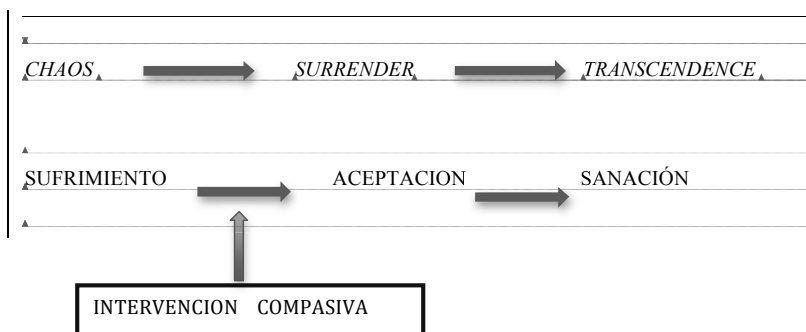 CHAOS SURRENDER TRANSCENDENCE
SUFRIMIENTO ACEPTACION SANACIÓN
INTERVENCION COMPASIVA